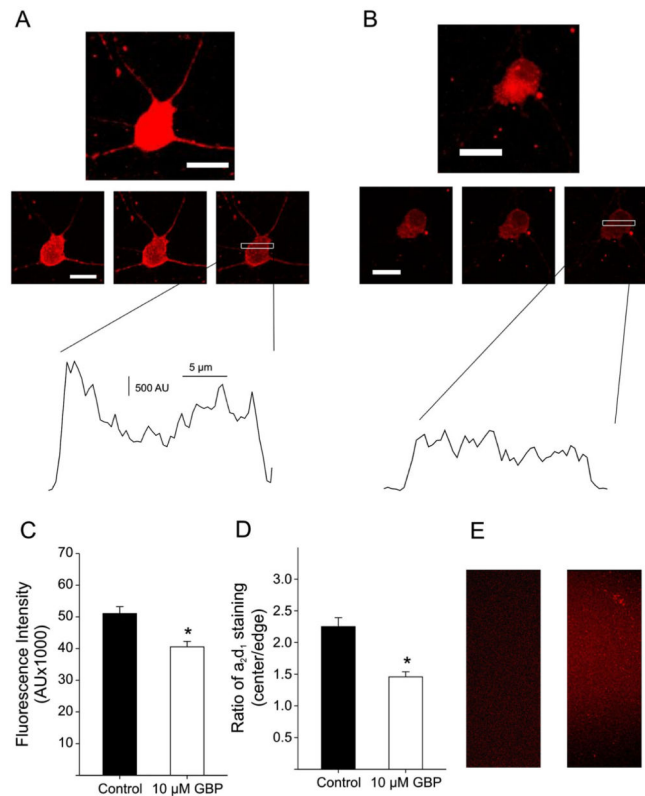 A
B
5 µm
500 AU
C
D
E
Fluorescence Intensity
(AUx1000)
70
60
50
40
30
20
10
*
Control
10 µM GBP
Ratio of a₂d₁ staining
(center/edge)
3.0
2.5
2.0
1.5
1.0
0.5
*
Control
10 µM GBP